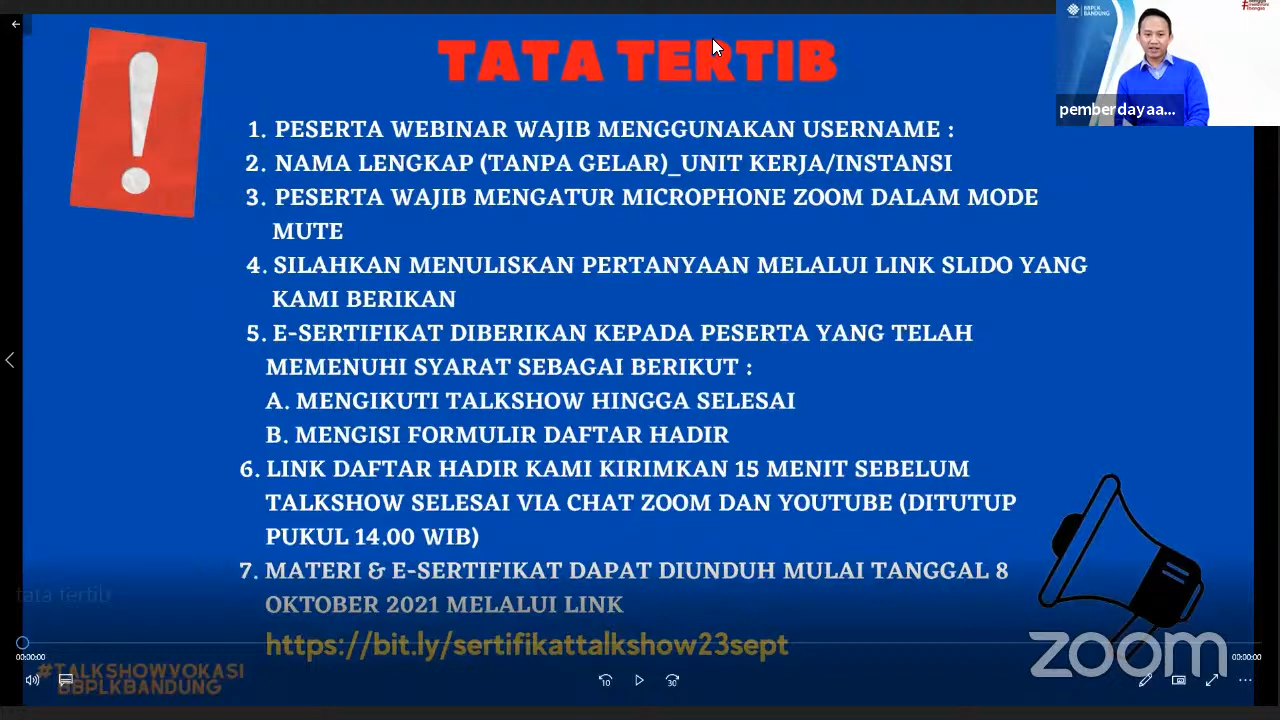 BBPLK
BANDUNG
TATA TERTIB
pemberdayaa...
1. PESERTA WEBINAR WAJIB MENGGUNAKAN USERNAME :
2. NAMA LENGKAP (TANPA GELAR)_UNIT KERJA/INSTANSI
3. PESERTA WAJIB MENGATUR MICROPHONE ZOOM DALAM MODE
MUTE
4. SILAHKAN MENULISKAN PERTANYAAN MELALUI LINK SLIDO YANG
KAMI BERIKAN
5. E-SERTIFIKAT DIBERIKAN KEPADA PESERTA YANG TELAH
MEMENUHI SYARAT SEBAGAI BERIKUT :
A. MENGIKUTI TALKSHOW HINGGA SELESAI
B. MENGISI FORMULIR DAFTAR HADIR
6. LINK DAFTAR HADIR KAMI KIRIMKAN 15 MENIT SEBELUM
TALKSHOW SELESAI VIA CHAT ZOOM DAN YOUTUBE (DITUTUP
PUKUL 14.00 WIB)
7. MATERI & E-SERTIFIKAT DAPAT DIUNDUH MULAI TANGGAL 8
OKTOBER 2021 MELALUI LINK
tata tertib
https://bit.ly/sertifikattalkshow23sept
zoom
00:00:00
00:00:00
#TALKSHOWVOKASI
BBPLKBANDUNG
10
30